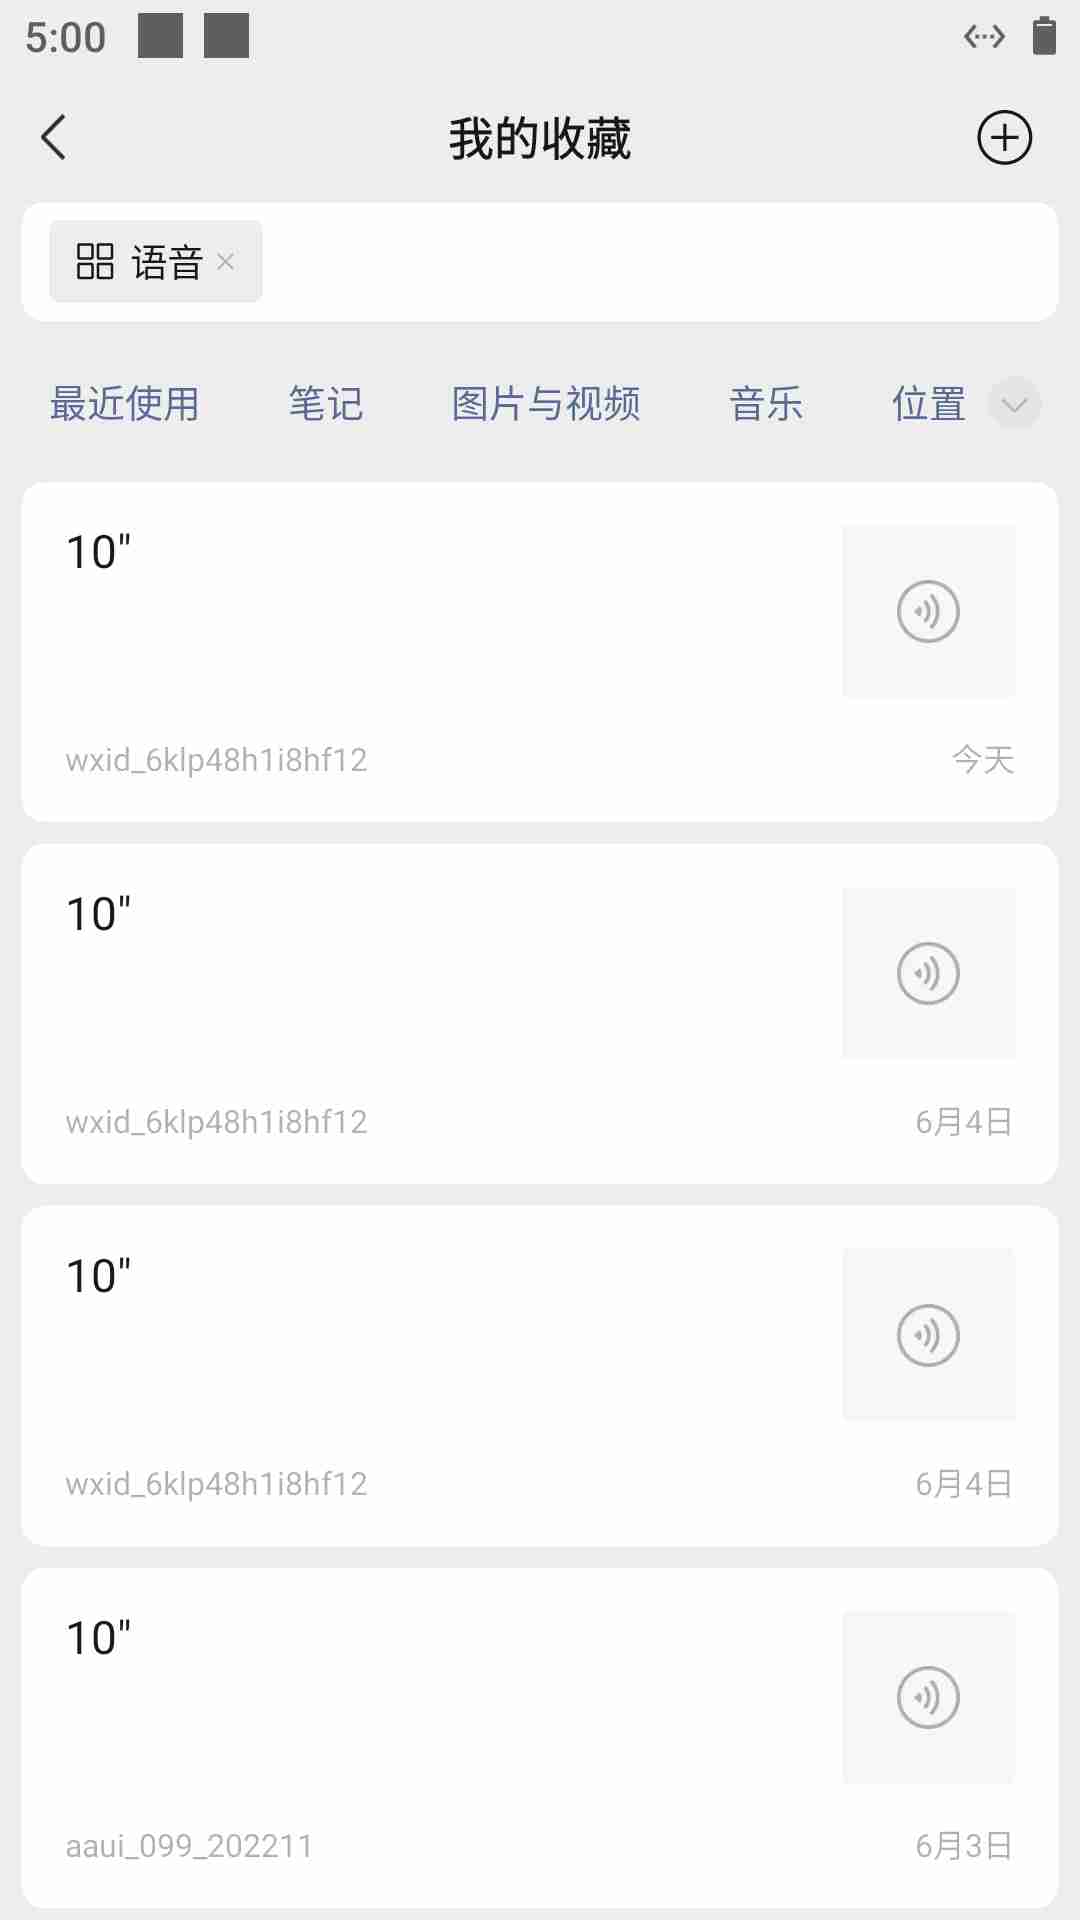 5:00
我的收藏
语音
最近使用 笔记 图片与视频 音乐 位置
10"
wxid_6klp48h1i8hf12 今天
10"
wxid_6klp48h1i8hf12 6月4日
10"
wxid_6klp48h1i8hf12 6月4日
10"
aaui_099_202211 6月3日